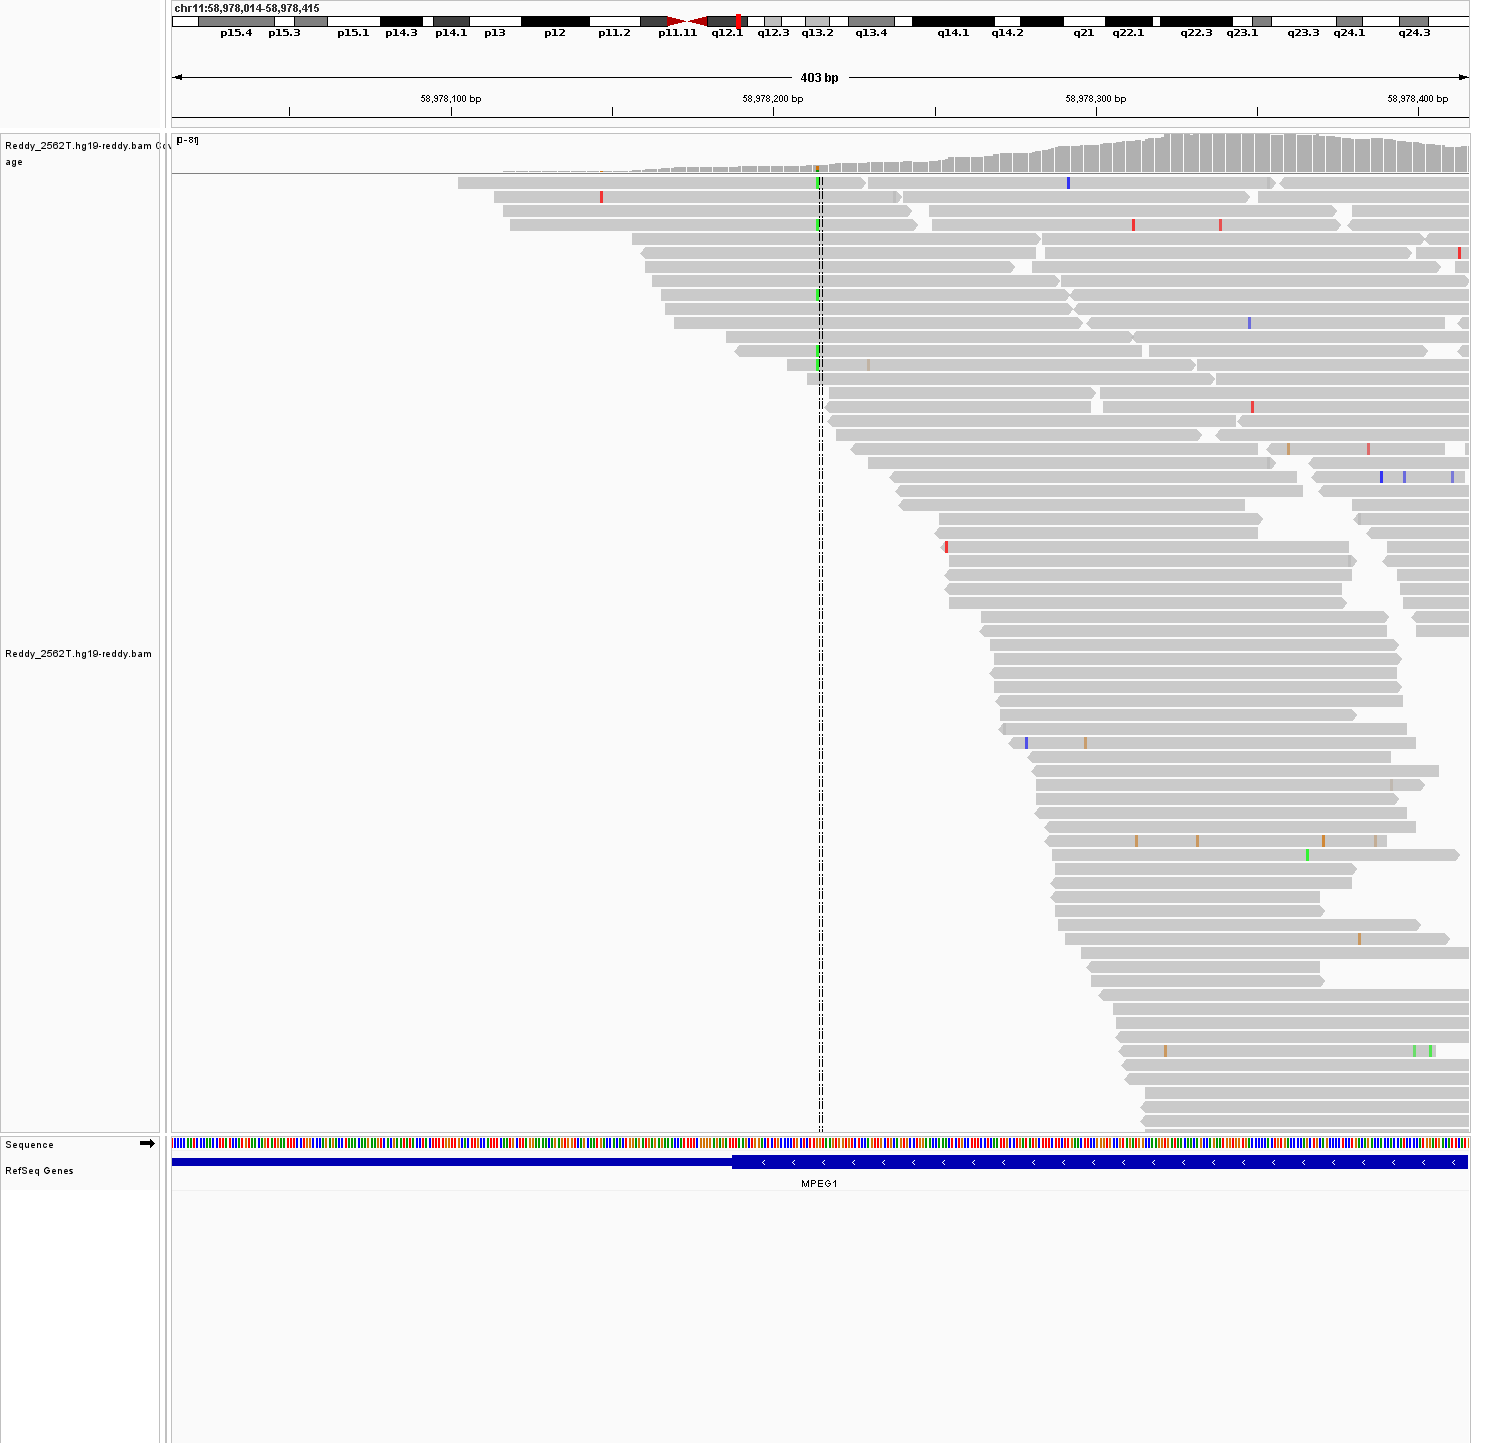 chr11:58,978,014-58,978,415
p15.4 p15.3 p15.1 p14.3 p14.1 p13 p12 p11.2 p11.11 q12.1 q12.3 q13.2 q13.4 q14.1 q14.2 q21 q22.1 q22.3 q23.1 q23.3 q24.1 q24.3
403 bp
58,978,100 bp 58,978,200 bp 58,978,300 bp 58,978,400 bp
Reddy_2562T.hg19-reddy.bam Cov
age
[0-81]
Reddy_2562T.hg19-reddy.bam
Sequence
RefSeq Genes
MPEG1